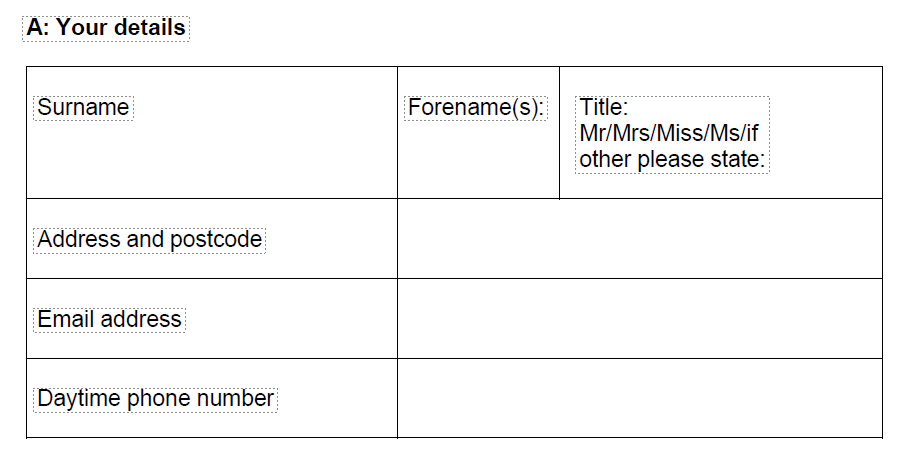 A: Your details
Surname
Forename(s):
Title:
Mr/Mrs/Miss/Ms/if
other please state:
Address and postcode
Email address
Daytime phone number